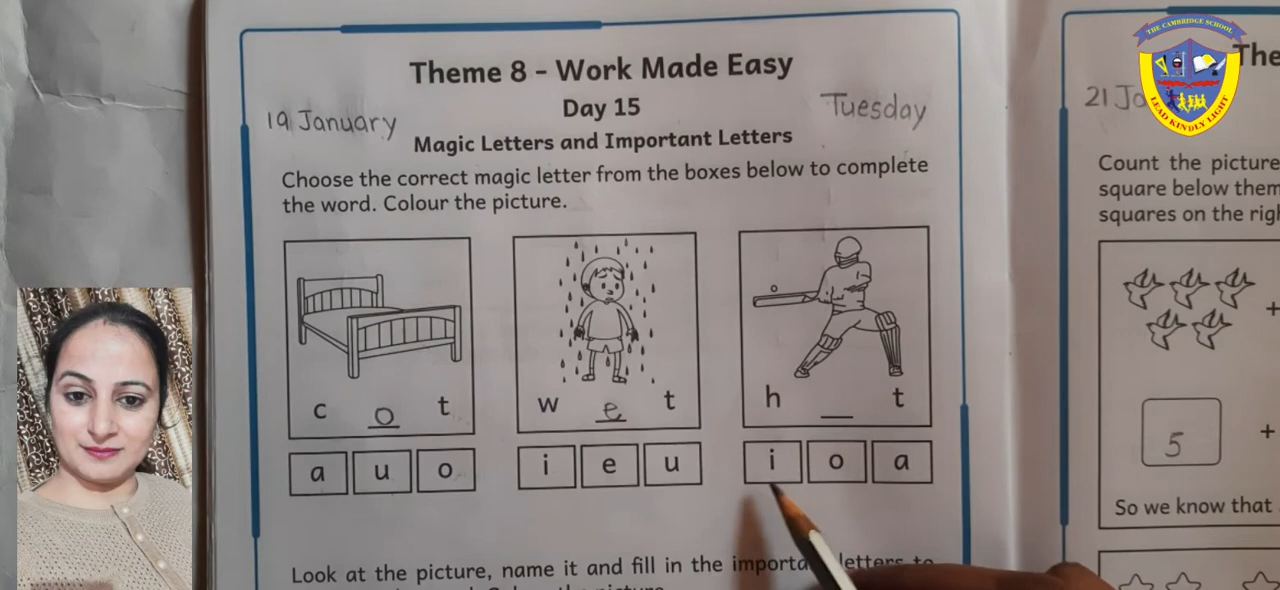 THE CAMBRIDGE SCHOOL
LEAD KINDLY LIGHT
Theme 8 - Work Made Easy
Day 15
19 January
Tuesday
Magic Letters and Important Letters
Choose the correct magic letter from the boxes below to complete
the word. Colour the picture.
c o t
w e t
h _ t
a u o
i e u
i o a
Look at the picture, name it and fill in the letters to
The
21
Count the picture
square below them
squares on the
+
5 +
So we know that